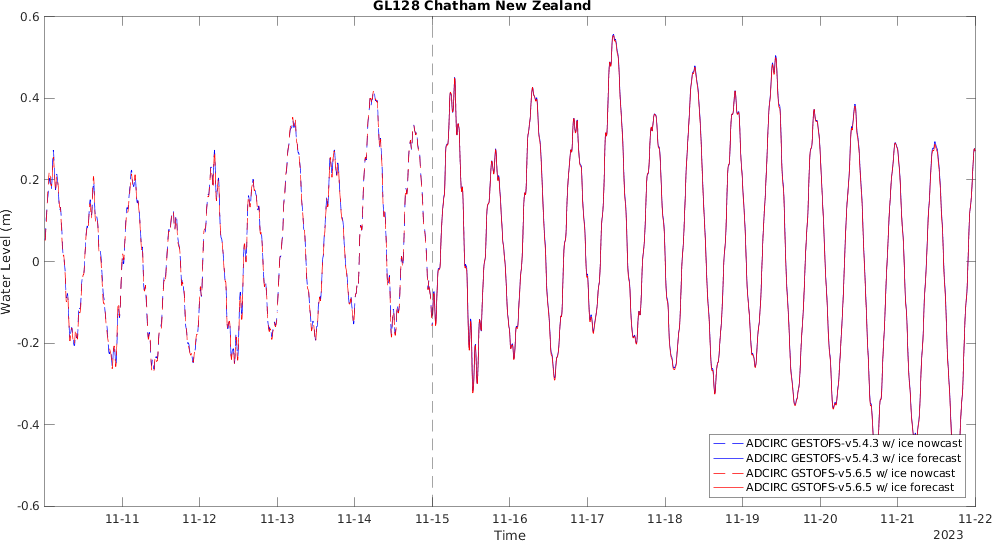 GL128 Chatham New Zealand
0.6
0.4
0.2
0
-0.2
-0.4
-0.6
Water Level (m)
11-11
11-12
11-13
11-14
11-15
11-16
11-17
11-18
11-19
11-20
11-21
11-22
Time
2023
ADCIRC GESTOFS-v5.4.3 w/ ice nowcast
ADCIRC GESTOFS-v5.4.3 w/ ice forecast
ADCIRC GSTOFS-v5.6.5 w/ ice nowcast
ADCIRC GSTOFS-v5.6.5 w/ ice forecast